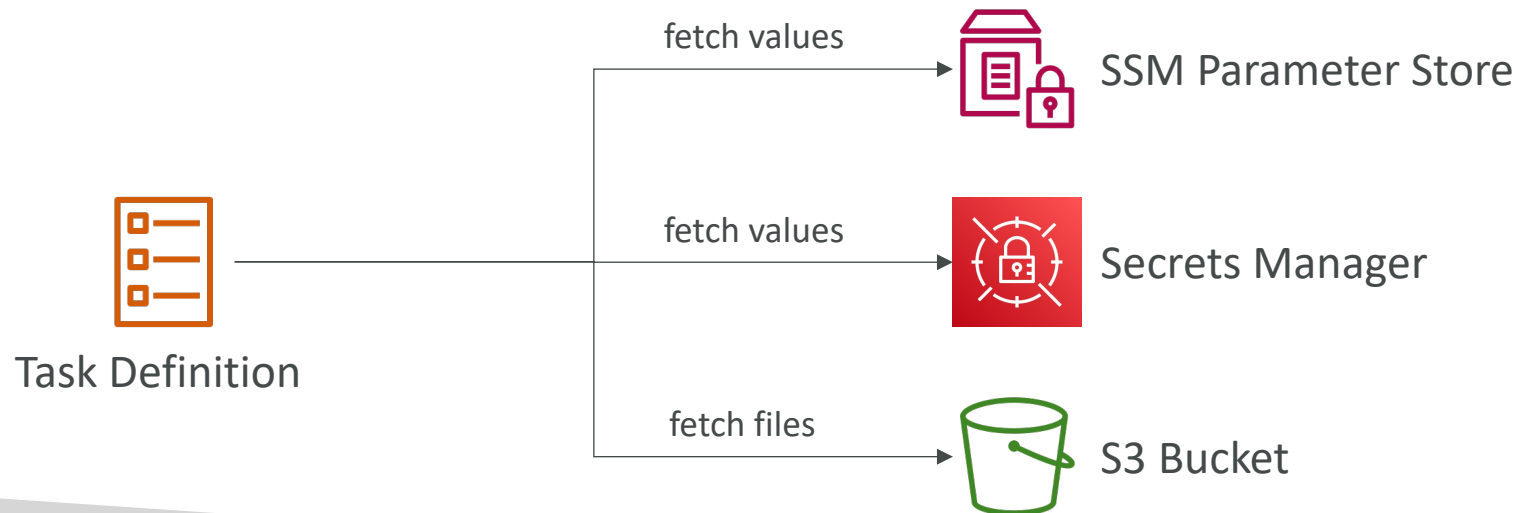 fetch values
SSM Parameter Store
fetch values
Secrets Manager
Task Definition
fetch files
S3 Bucket